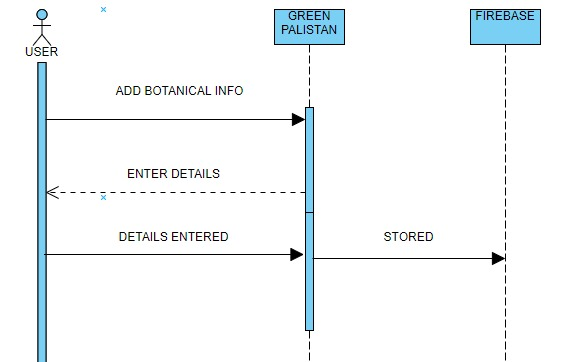 GREEN
PALISTAN
FIREBASE
USER
ADD BOTANICAL INFO
ENTER DETAILS
DETAILS ENTERED
STORED